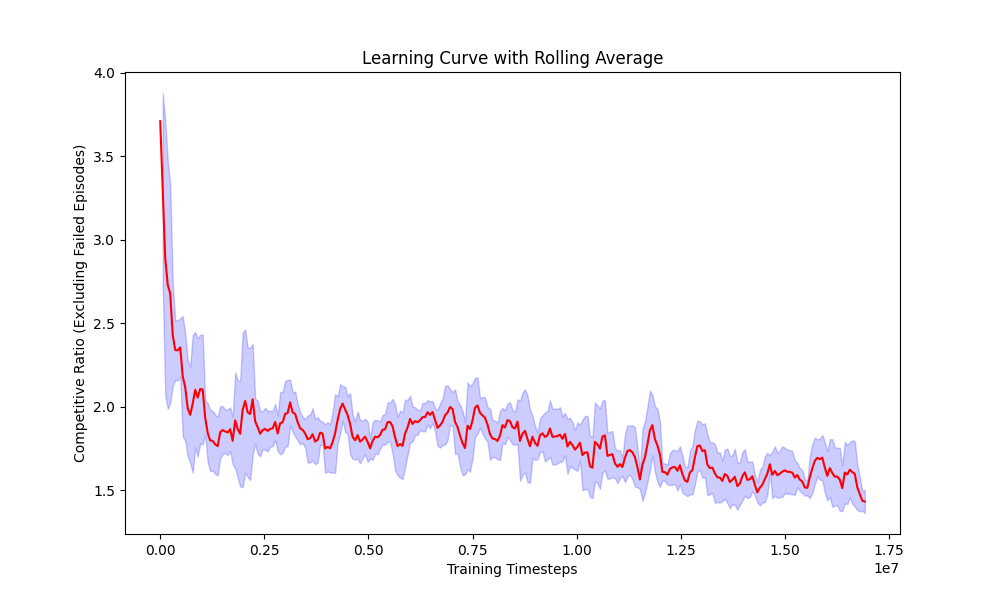 Learning Curve with Rolling Average
Competitive Ratio (Excluding Failed Episodes)
4.0
3.5
3.0
2.5
2.0
1.5
0.00 0.25 0.50 0.75 1.00 1.25 1.50 1.75
1e7
Training Timesteps